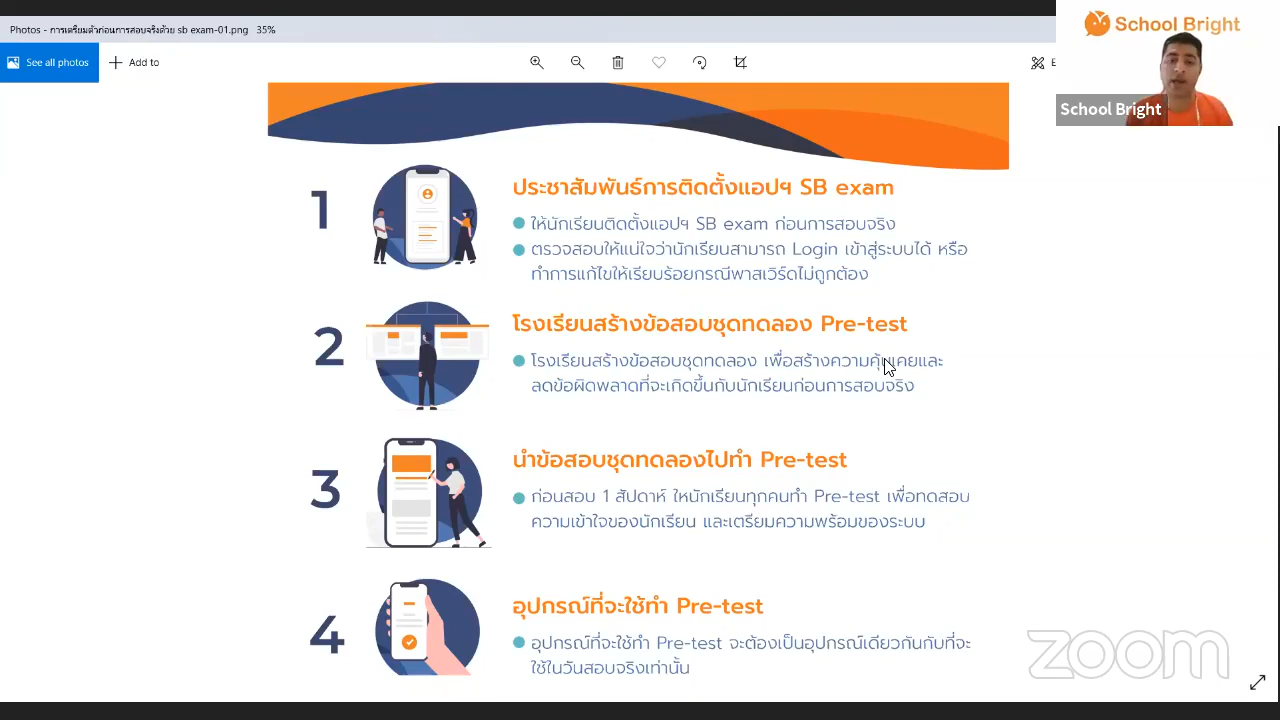 Photos - การเตรียมตัวก่อนการสอบจริงด้วย sb exam-01.png 35%
See all photos
Add to
School Bright
School Bright
1
ประชาสัมพันธ์การติดตั้งแอปฯ SB exam
ให้นักเรียนติดตั้งแอปฯ SB exam ก่อนการสอบจริง
ตรวจสอบให้แน่ใจว่านักเรียนสามารถ Login เข้าสู่ระบบได้ หรือ
ทำการแก้ไขให้เรียบร้อยกรณีพาสเวิร์ดไม่ถูกต้อง
2
โรงเรียนสร้างข้อสอบชุดทดลอง Pre-test
โรงเรียนสร้างข้อสอบชุดทดลอง เพื่อสร้างความคุ้นเคยและ
ลดข้อผิดพลาดที่จะเกิดขึ้นกับนักเรียนก่อนการสอบจริง
3
นำข้อสอบชุดทดลองไปทำ Pre-test
ก่อนสอบ 1 สัปดาห์ ให้นักเรียนทุกคนทำ Pre-test เพื่อทดสอบ
ความเข้าใจของนักเรียน และเตรียมความพร้อมของระบบ
4
อุปกรณ์ที่จะใช้ทำ Pre-test
อุปกรณ์ที่จะใช้ทำ Pre-test จะต้องเป็นอุปกรณ์เดียวกันกับที่จะ
ใช้ในวันสอบจริงเท่านั้น
zoom